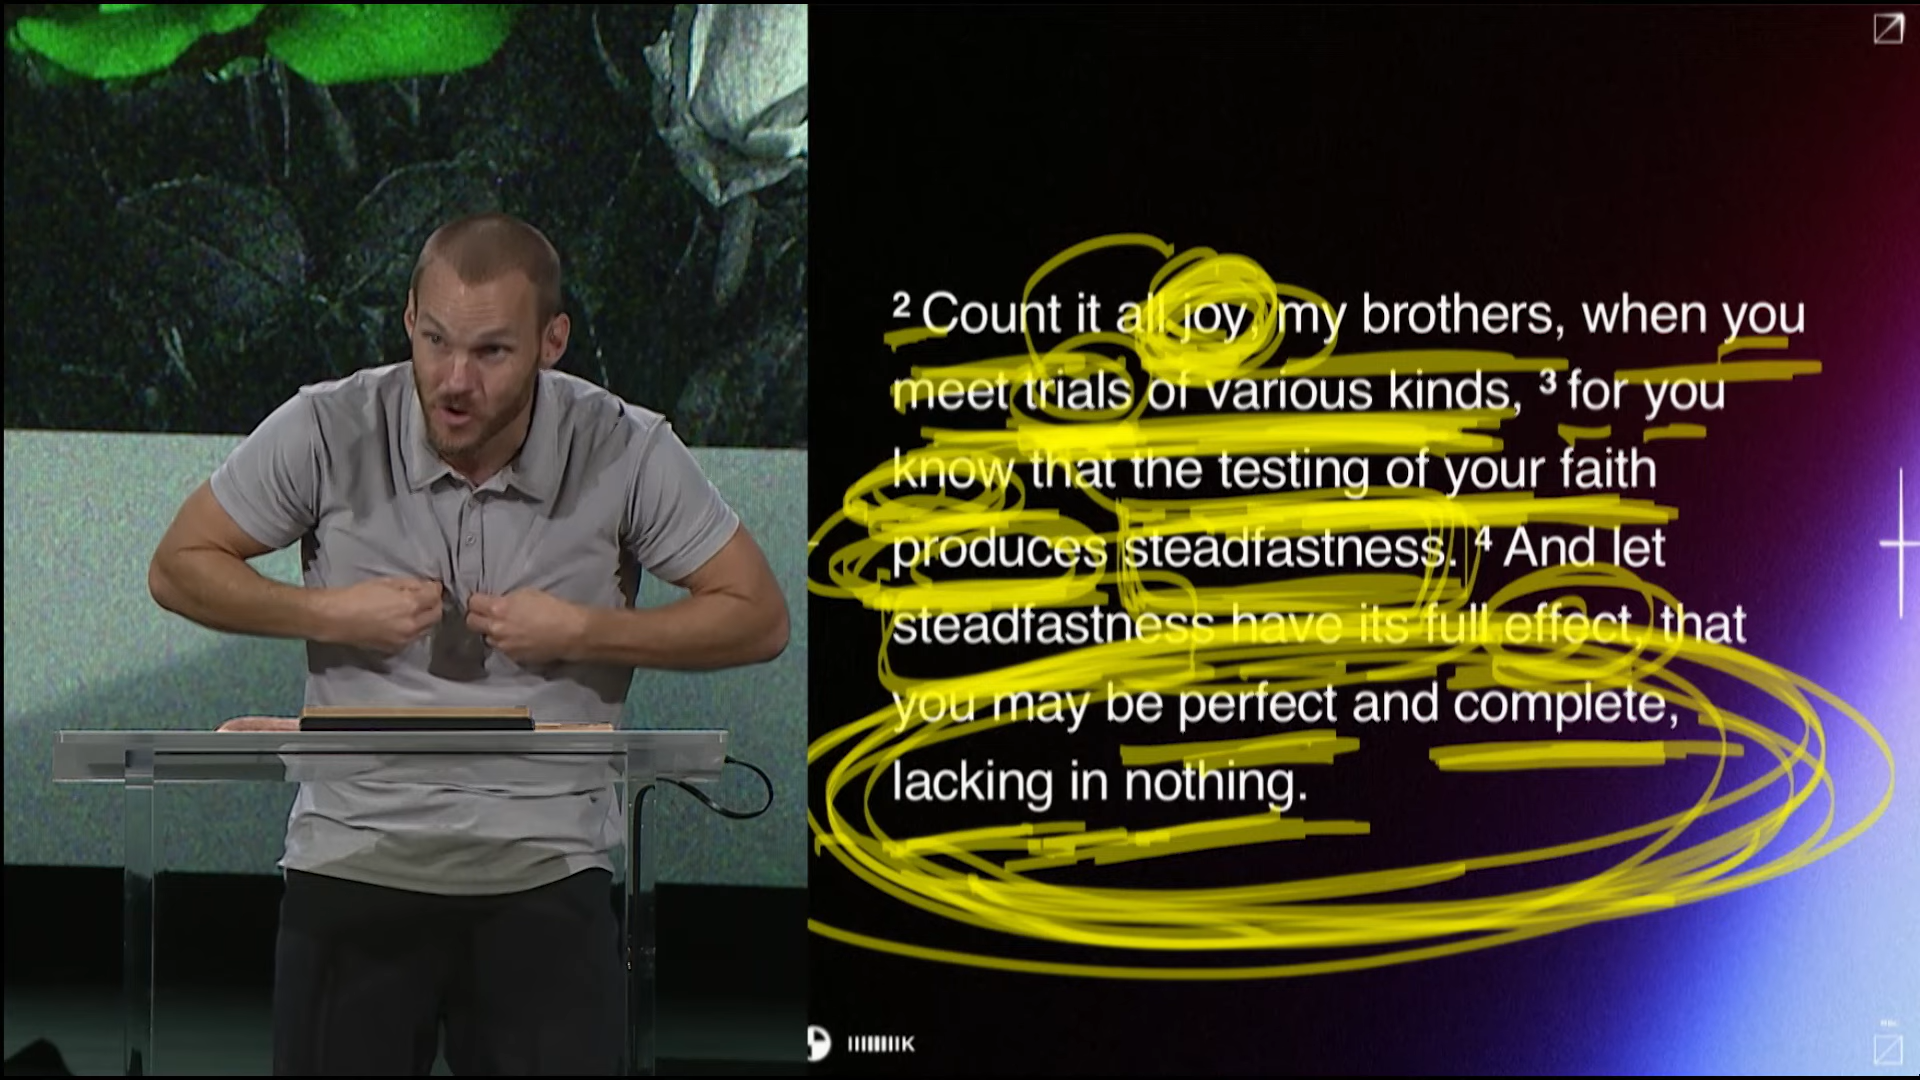 ² Count it all joy, my brothers, when you
meet trials of various kinds, ³ for you
know that the testing of your faith
produces steadfastness. ⁴ And let
steadfastness have its full effect, that
you may be perfect and complete,
lacking in nothing.